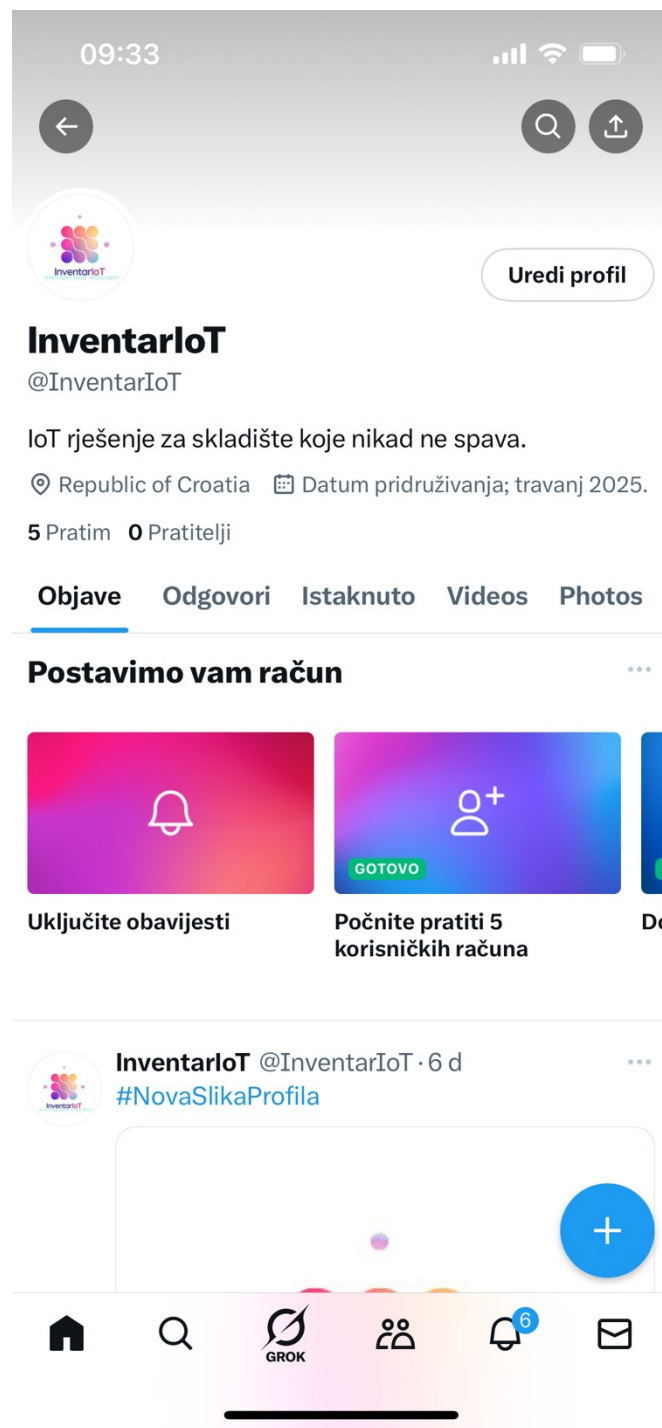 09:33
InventarIoT
Uredi profil
InventarIoT
@InventarIoT
IoT rješenje za skladište koje nikad ne spava.
Republic of Croatia Datum pridruživanja; travanj 2025.
5 Pratim 0 Pratitelji
Objave Odgovori Istaknuto Videos Photos
Postavimo vam račun
GOTOVO
Uključite obavijesti
Počnite pratiti 5
korisničkih računa
InventarIoT @InventarIoT · 6 d
#NovaSlikaProfila
InventarIoT
GROK
6